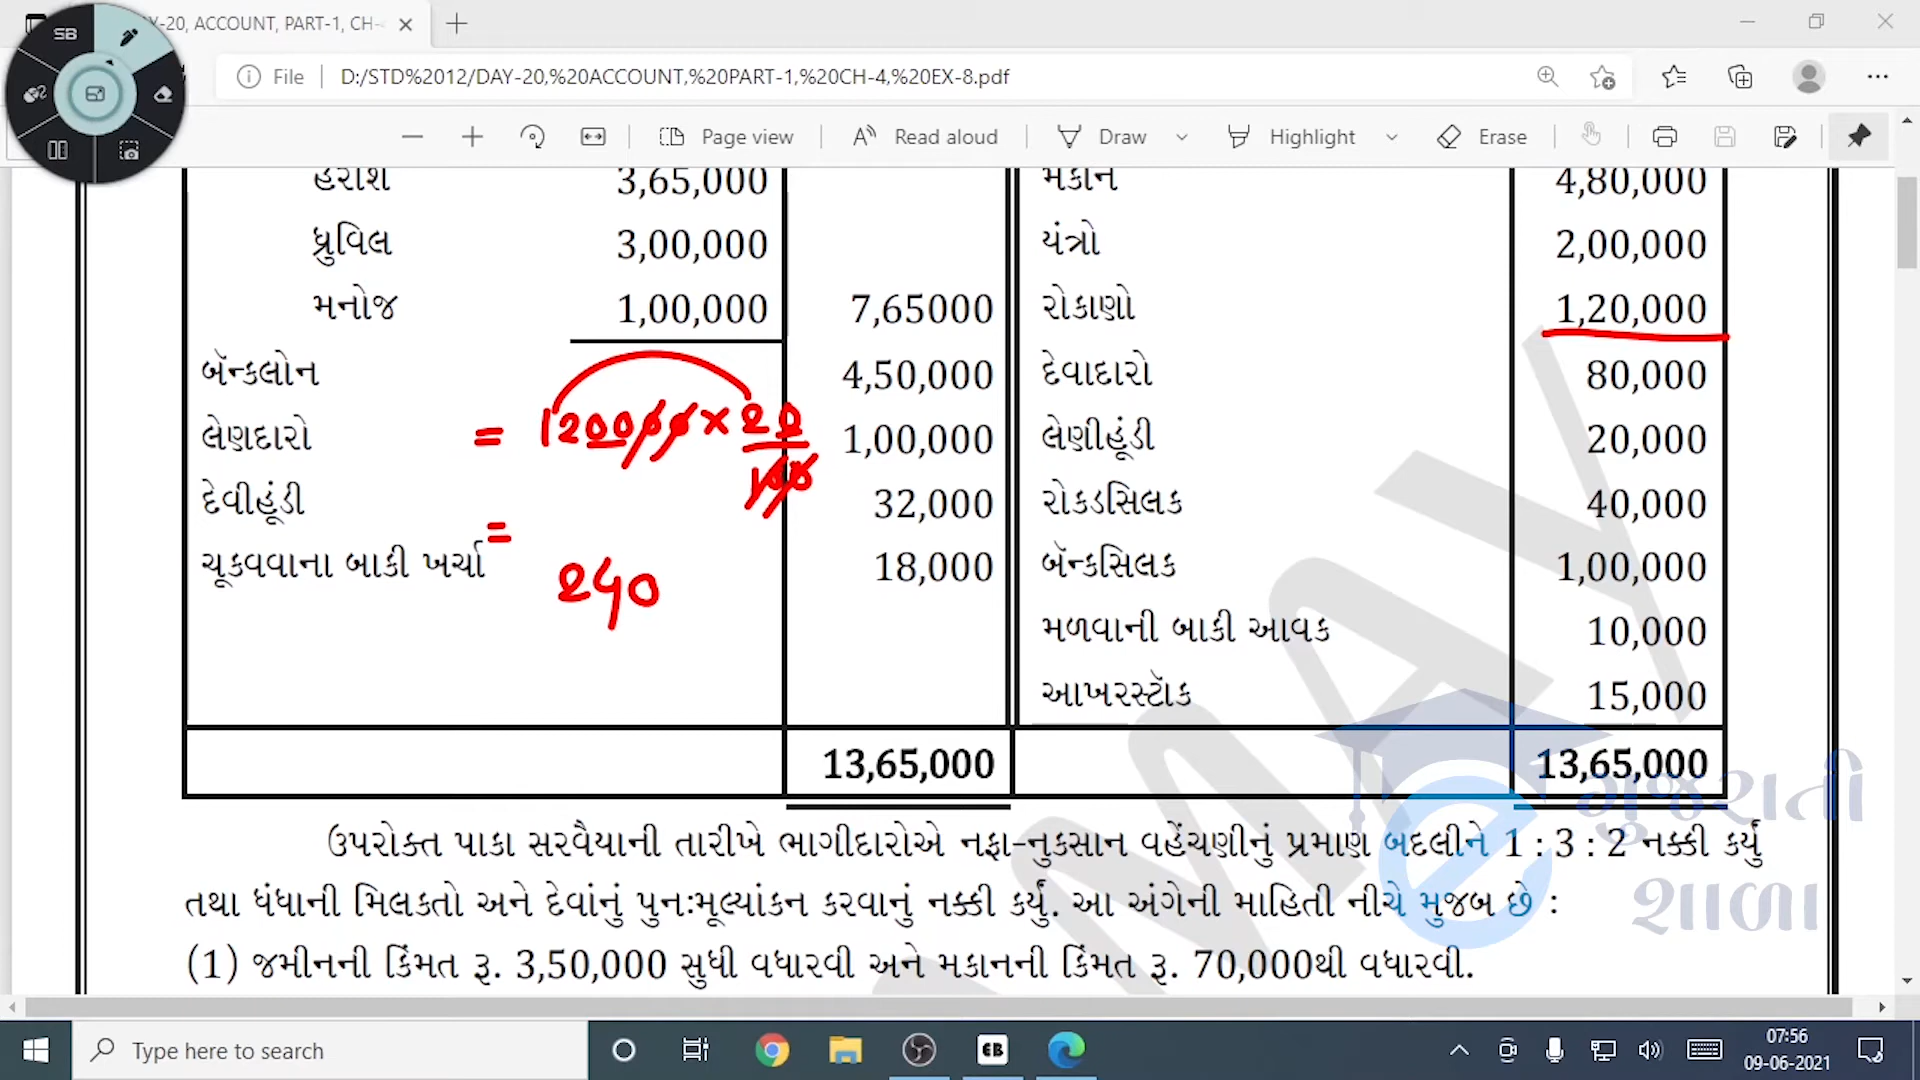 SB
DAY-20, ACCOUNT, PART-1, CH-
File
D:/STD%2012/DAY-20,%20ACCOUNT,%20PART-1,%20CH-4,%20EX-8.pdf
Page view
Read aloud
Draw
Highlight
Erase
હરીશ 3,65,000 મકાન 4,80,000
ધ્રુવિલ 3,00,000 યંત્રો 2,00,000
મનોજ 1,00,000 7,65000 રોકાણો 1,20,000
બૅન્કલોન 4,50,000 દેવાદારો 80,000
લેણદારો 1,00,000 લેણીહૂંડી 20,000
= 120000 × 20
100
દેવીહૂંડી 32,000 રોકડસિલક 40,000
ચૂકવવાના બાકી ખર્ચા 18,000 બૅન્કસિલક 1,00,000
= ૨૪૦
મળવાની બાકી આવક 10,000
આખરસ્ટૉક 15,000
13,65,000 13,65,000
ગુજરાતી
e શાળા
ઉપરોક્ત પાકા સરવૈયાની તારીખે ભાગીદારોએ નફા-નુકસાન વહેંચણીનું પ્રમાણ બદલીને 1 : 3 : 2 નક્કી કર્યું
તથા ધંધાની મિલકતો અને દેવાંનું પુનઃમૂલ્યાંકન કરવાનું નક્કી કર્યું. આ અંગેની માહિતી નીચે મુજબ છે :
(1) જમીનની કિંમત રૂ. 3,50,000 સુધી વધારવી અને મકાનની કિંમત રૂ. 70,000થી વધારવી.
Type here to search
07:56
09-06-2021